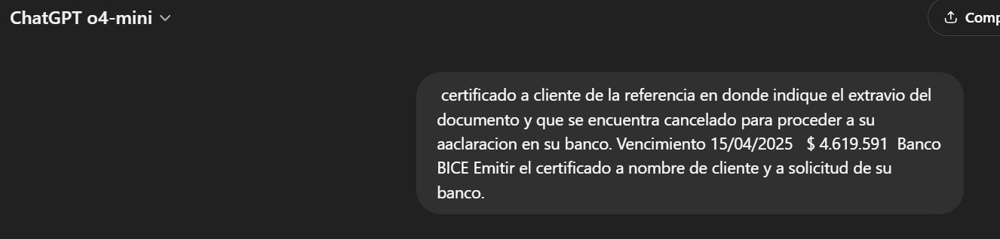 ChatGPT o4-mini
Comp
certificado a cliente de la referencia en donde indique el extravio del
documento y que se encuentra cancelado para proceder a su
aaclaracion en su banco. Vencimiento 15/04/2025 $ 4.619.591 Banco
BICE Emitir el certificado a nombre de cliente y a solicitud de su
banco.